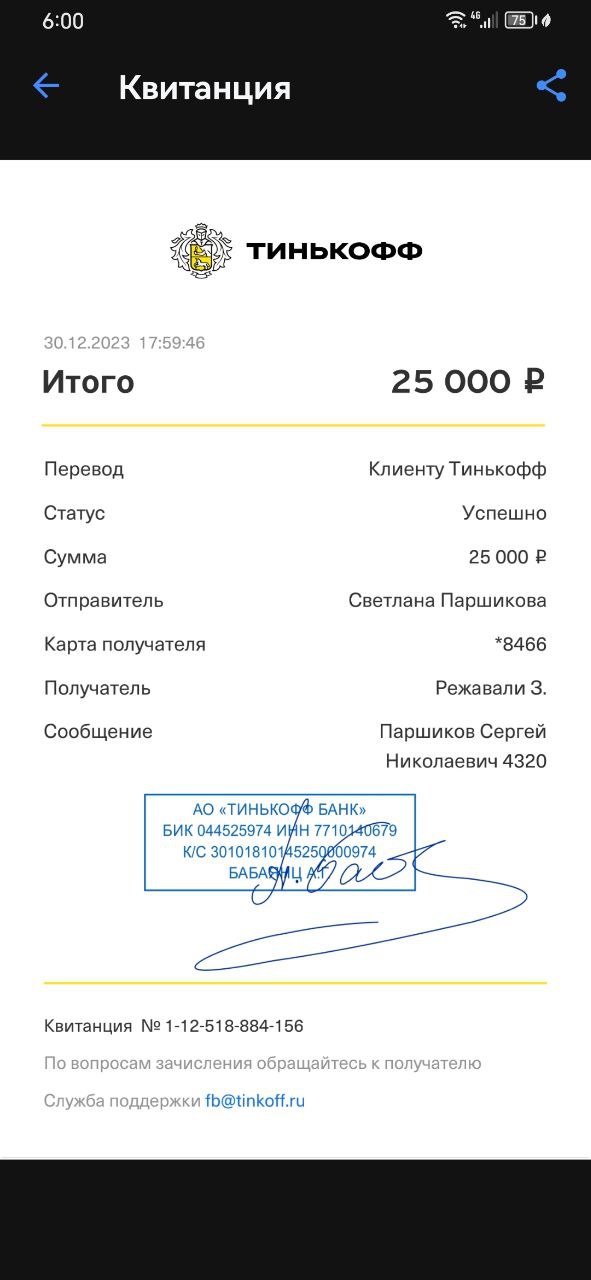 6:00
4G
75
Квитанция
ТИНЬКОФФ
30.12.2023 17:59:46
Итого 25 000 ₽
Перевод Клиенту Тинькофф
Статус Успешно
Сумма 25 000 ₽
Отправитель Светлана Паршикова
Карта получателя *8466
Получатель Режавали З.
Сообщение Паршиков Сергей
Николаевич 4320
АО «ТИНЬКОФФ БАНК»
БИК 044525974 ИНН 7710140679
К/С 30101810145250000974
БАБАЯНЦ А.Г
Квитанция № 1-12-518-884-156
По вопросам зачисления обращайтесь к получателю
Служба поддержки fb@tinkoff.ru